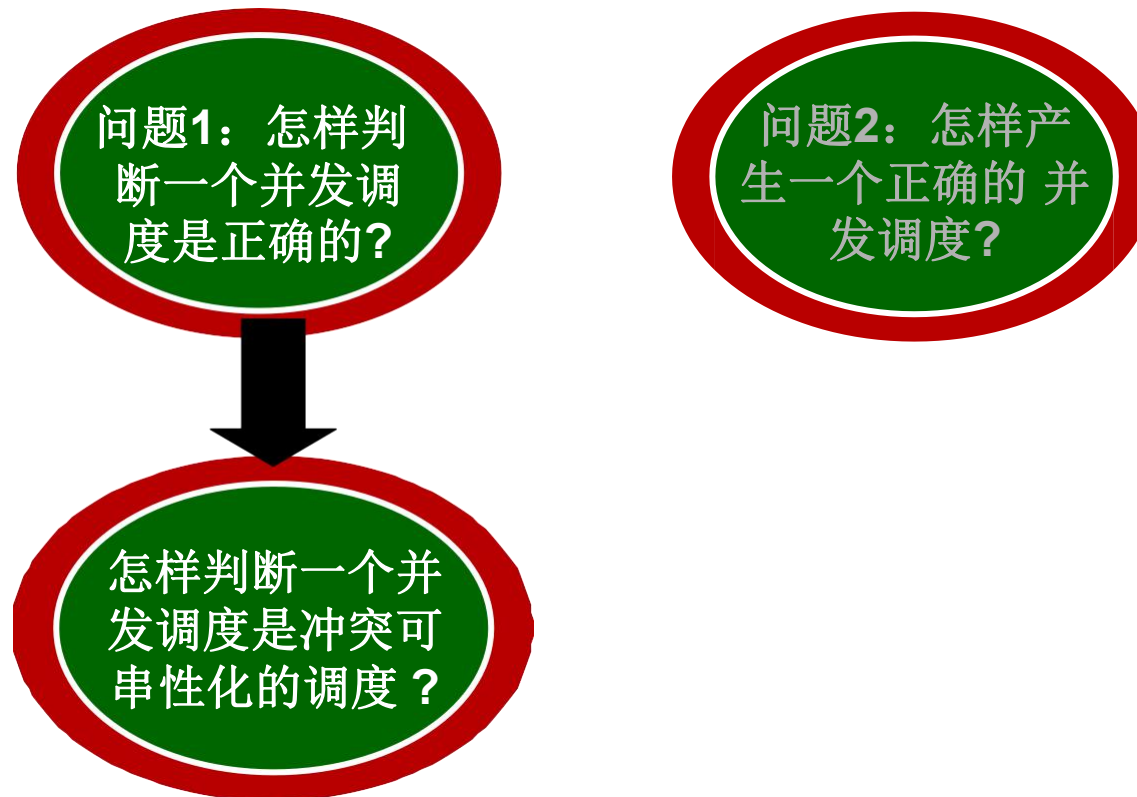 问题1：怎样判
断一个并发调
度是正确的?
问题2：怎样产
生一个正确的 并
发调度?
怎样判断一个并
发调度是冲突可
串性化的调度 ?